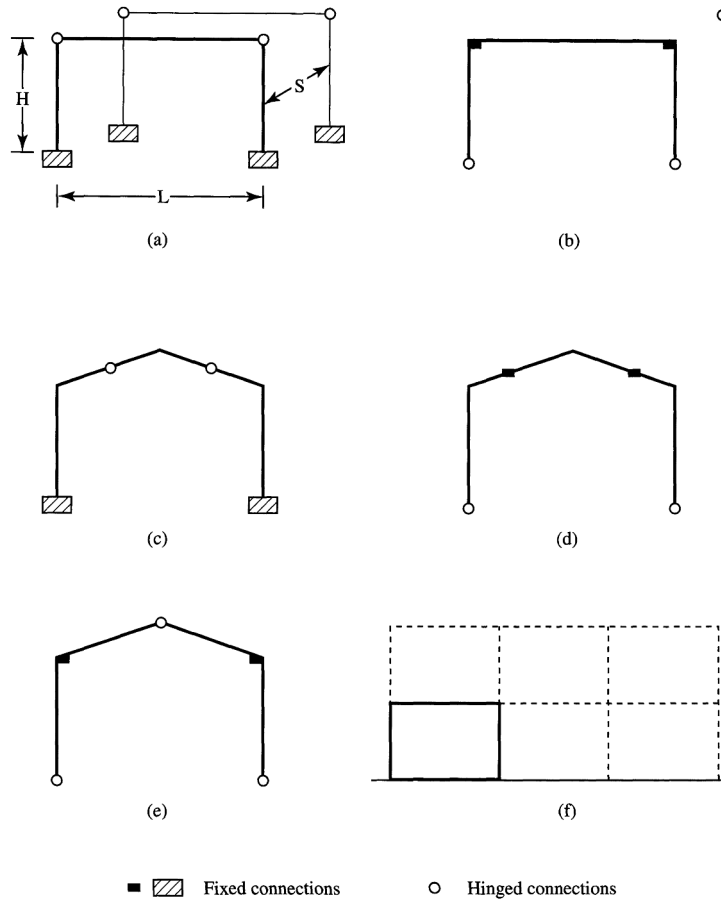 H
S
L
(a)
(b)
(c)
(d)
(e)
(f)
Fixed connections
Hinged connections